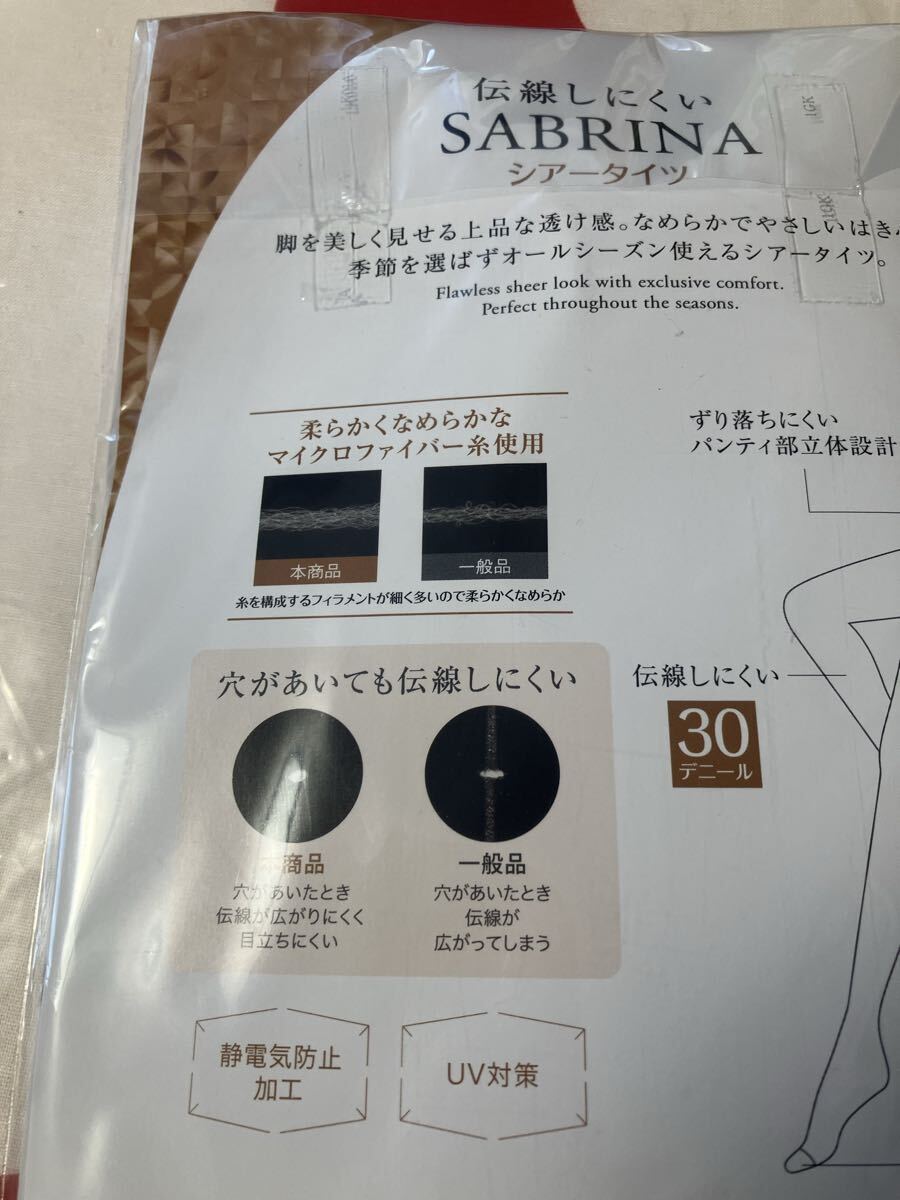 伝線しにくい
SABRINA
シアータイツ
脚を美しく見せる上品な透け感。なめらかでやさしいはき
季節を選ばずオールシーズン使えるシアータイツ。
Flawless sheer look with exclusive comfort.
Perfect throughout the seasons.
柔らかくなめらかな
マイクロファイバー糸使用
本商品
一般品
糸を構成するフィラメントが細く多いので柔らかくなめらか
ずり落ちにくい
パンティ部立体設計
穴があいても伝線しにくい
本商品
穴があいたとき
伝線が広がりにくく
目立ちにくい
一般品
穴があいたとき
伝線が
広がってしまう
伝線しにくい
30
デニール
静電気防止
加工
UV対策